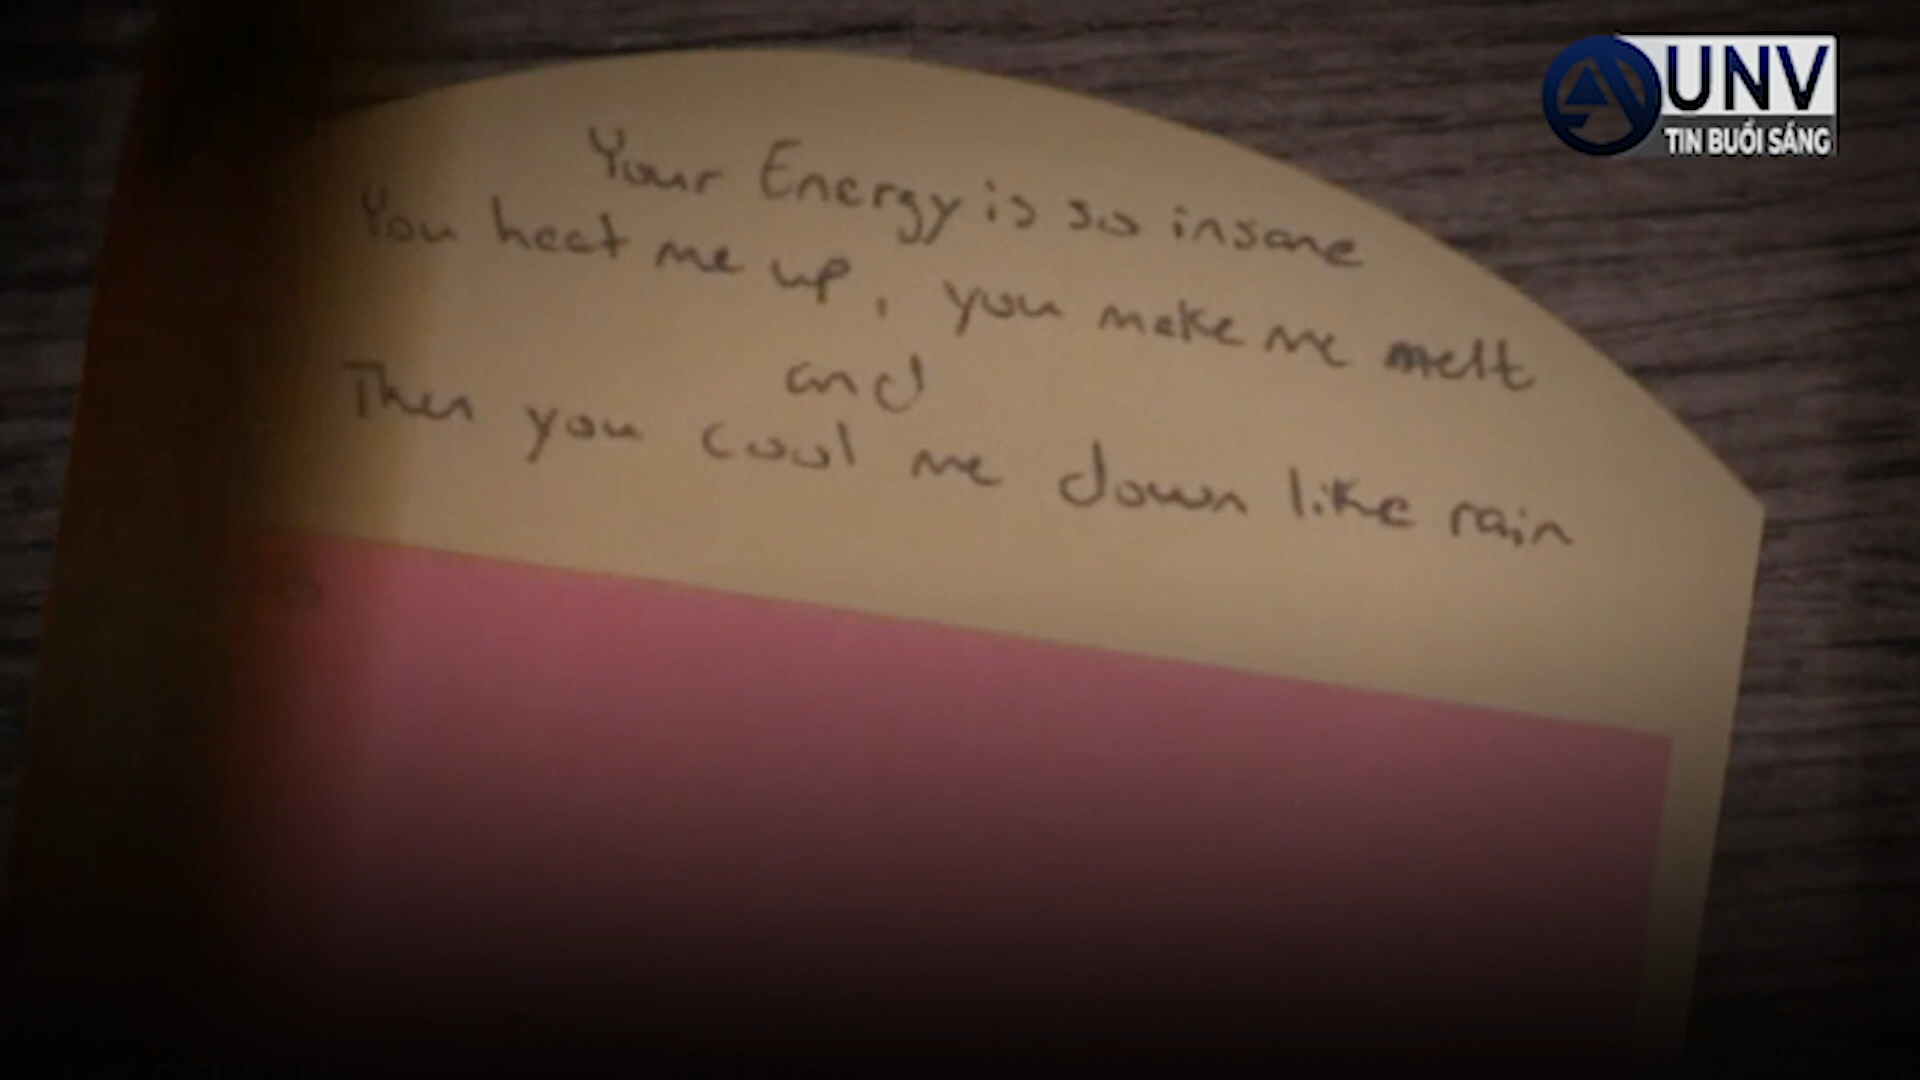 UNV
TIN BUỔI SÁNG
Your Energy is so insane
You heat me up, you make me melt
and
Then you cool me down like rain